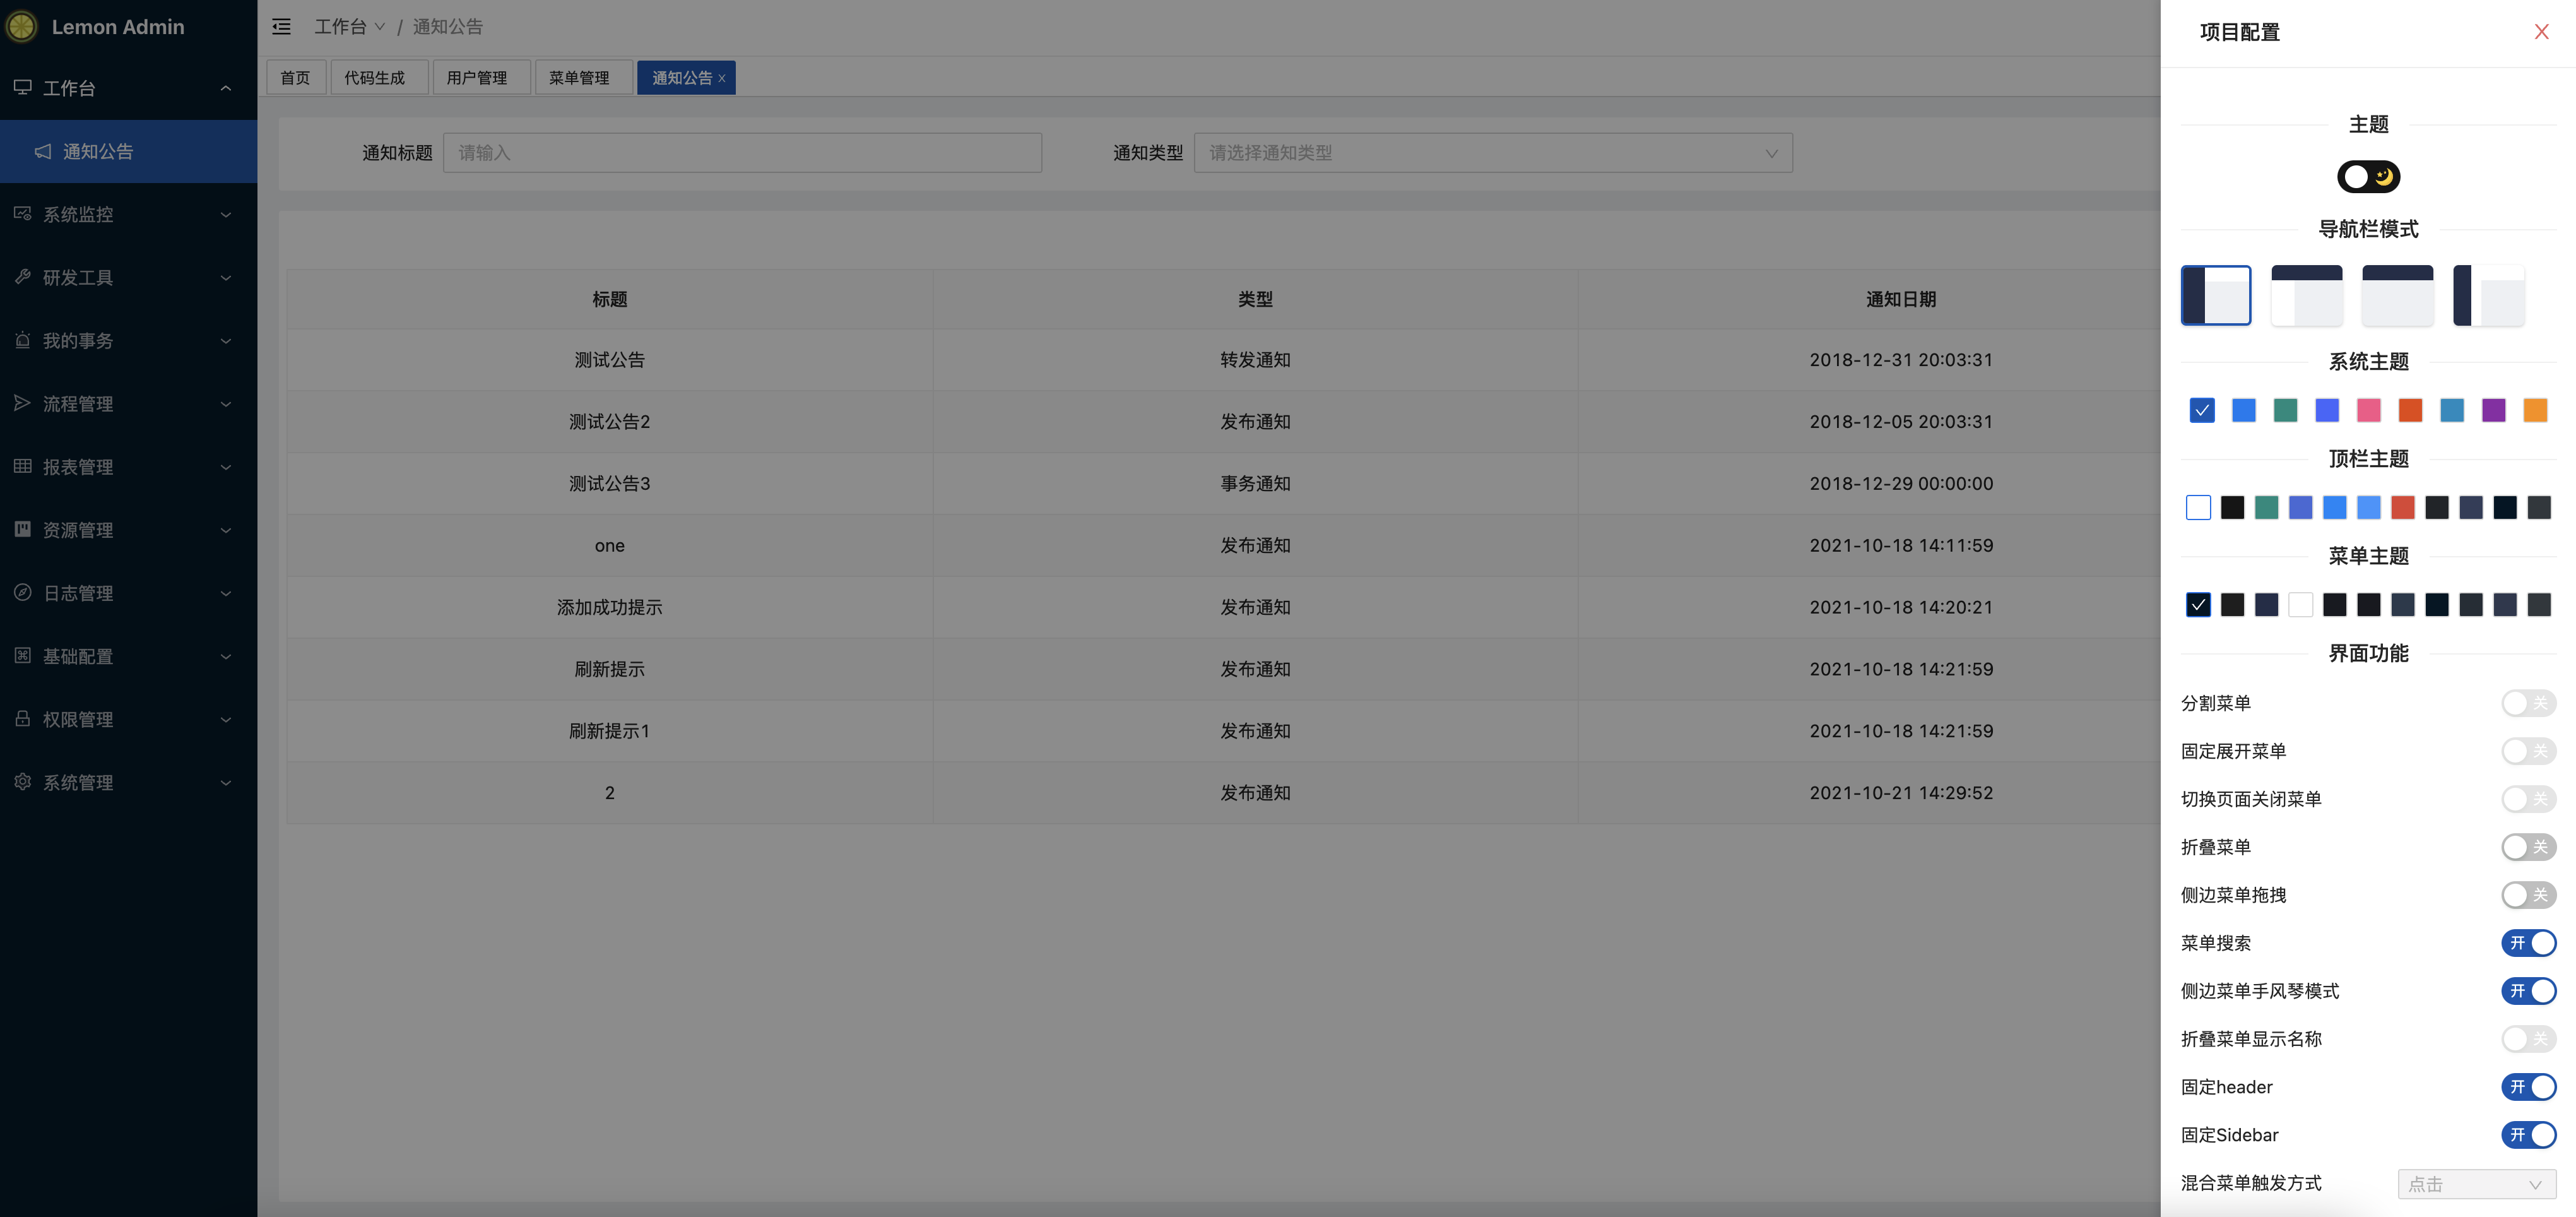 Lemon Admin
工作台
通知公告
系统监控
研发工具
我的事务
流程管理
报表管理
资源管理
日志管理
基础配置
权限管理
系统管理
工作台 / 通知公告
首页 代码生成 用户管理 菜单管理 通知公告
通知标题 请输入 通知类型 请选择通知类型
标题 类型 通知日期
测试公告 转发通知 2018-12-31 20:03:31
测试公告2 发布通知 2018-12-05 20:03:31
测试公告3 事务通知 2018-12-29 00:00:00
one 发布通知 2021-10-18 14:11:59
添加成功提示 发布通知 2021-10-18 14:20:21
刷新提示 发布通知 2021-10-18 14:21:59
刷新提示1 发布通知 2021-10-18 14:21:59
2 发布通知 2021-10-21 14:29:52
项目配置
主题
导航栏模式
系统主题
顶栏主题
菜单主题
界面功能
分割菜单 关
固定展开菜单 关
切换页面关闭菜单 关
折叠菜单 关
侧边菜单拖拽 关
菜单搜索 开
侧边菜单手风琴模式 开
折叠菜单显示名称 关
固定header 开
固定Sidebar 开
混合菜单触发方式 点击